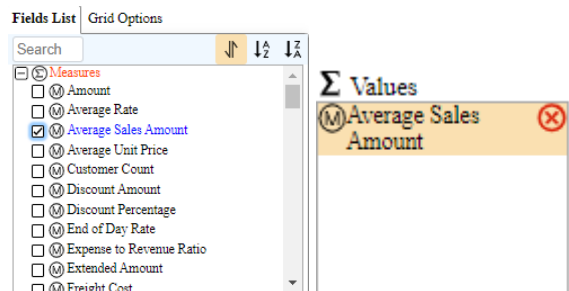 Fields List Grid Options
Search
Measures
Amount
Average Rate
Average Sales Amount
Average Unit Price
Customer Count
Discount Amount
Discount Percentage
End of Day Rate
Expense to Revenue Ratio
Extended Amount
Freight Cost
Σ Values
Average Sales
Amount